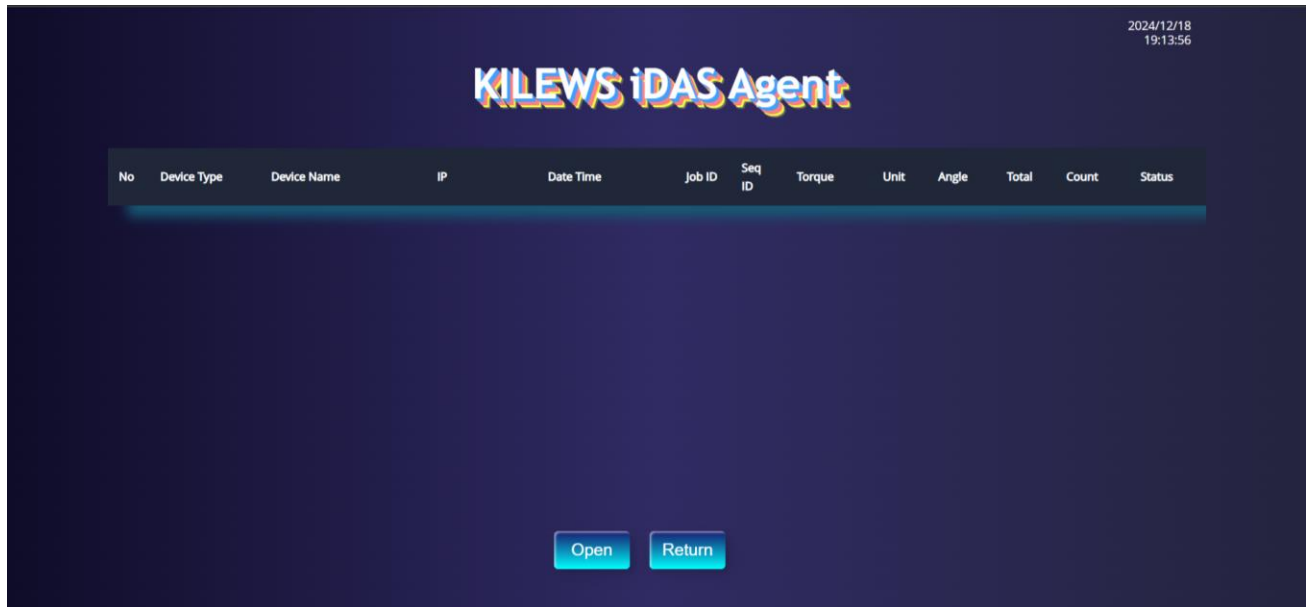 2024/12/18
19:13:56
KILEWS iDAS Agent
No Device Type Device Name IP Date Time Job ID Seq ID Torque Unit Angle Total Count Status
Open Return